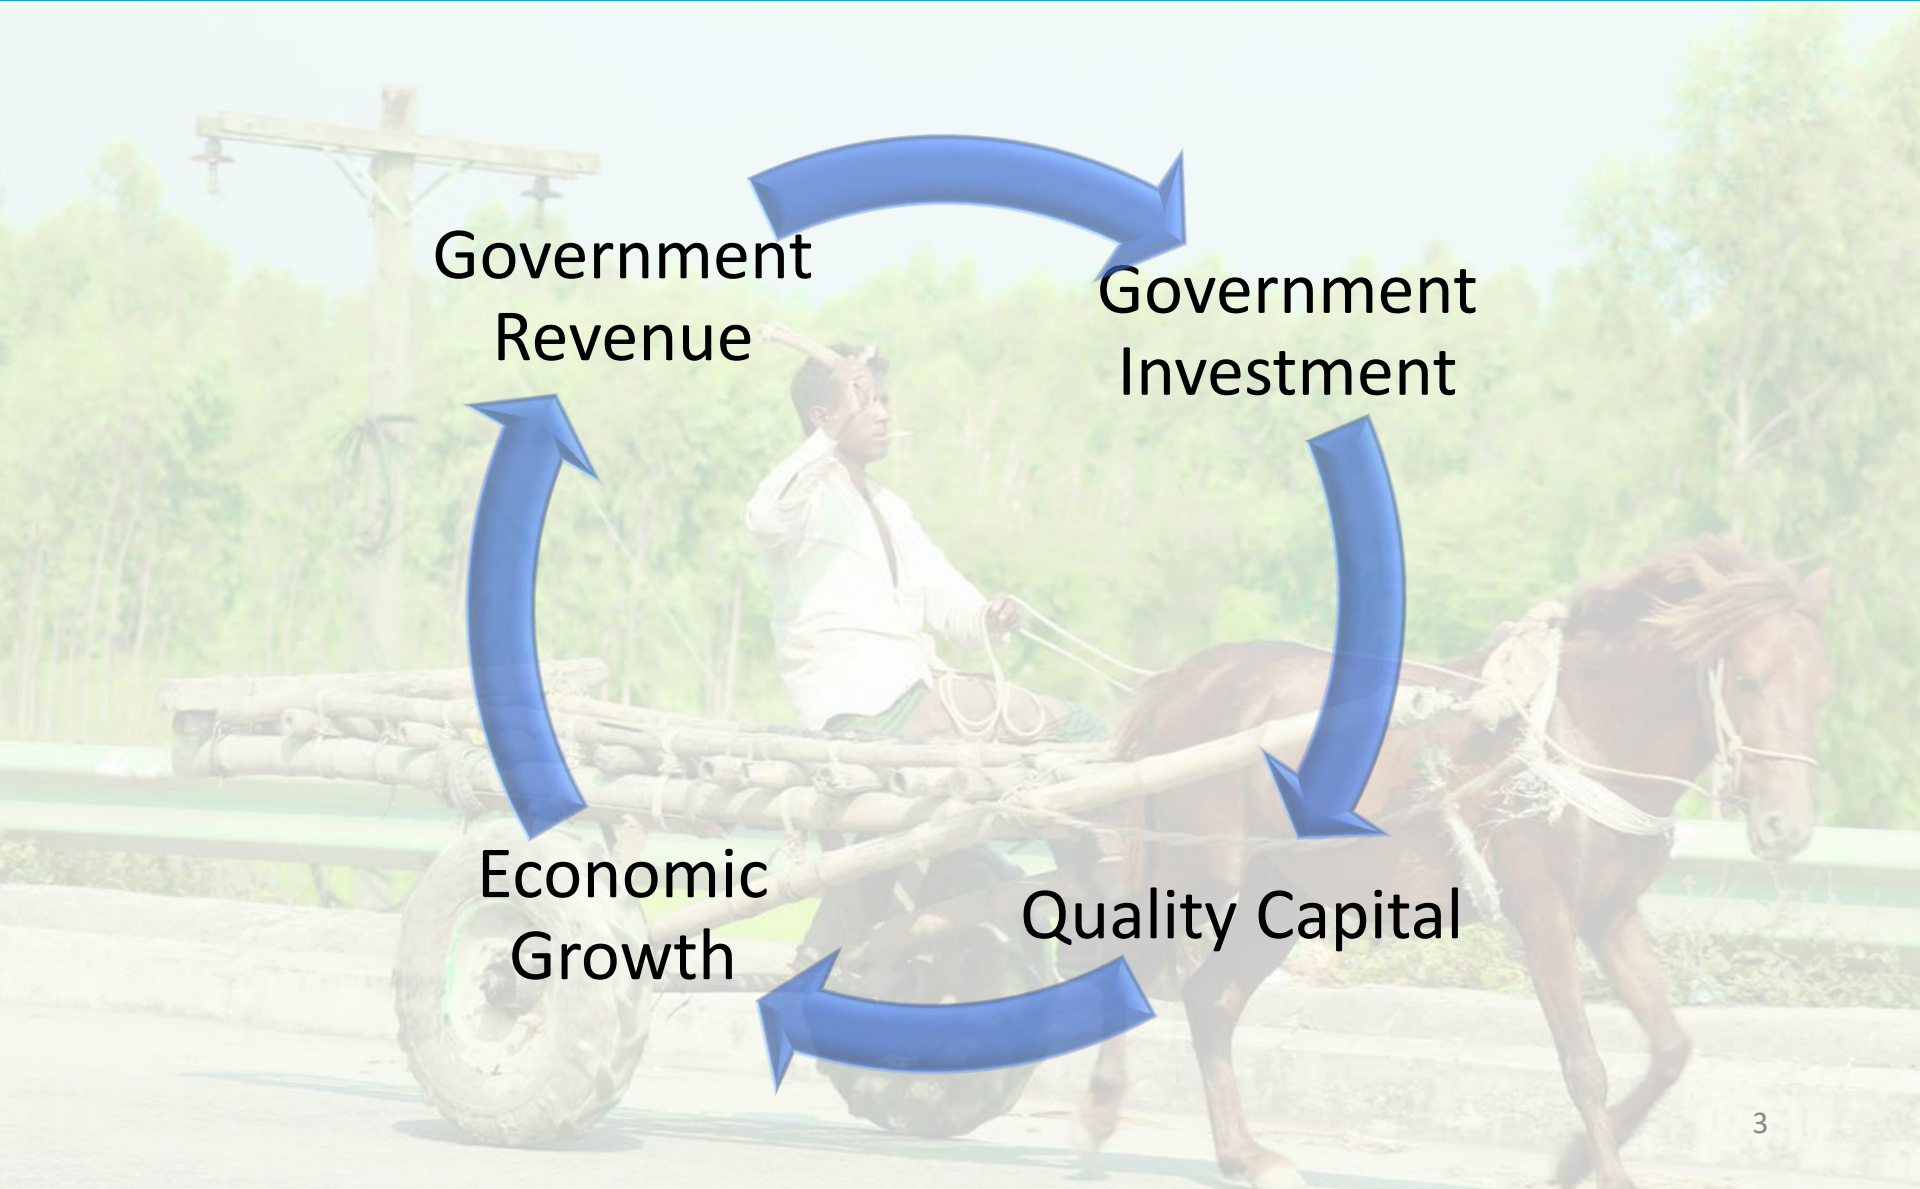 Government
Revenue
Government
Investment
Quality Capital
Economic
Growth
3